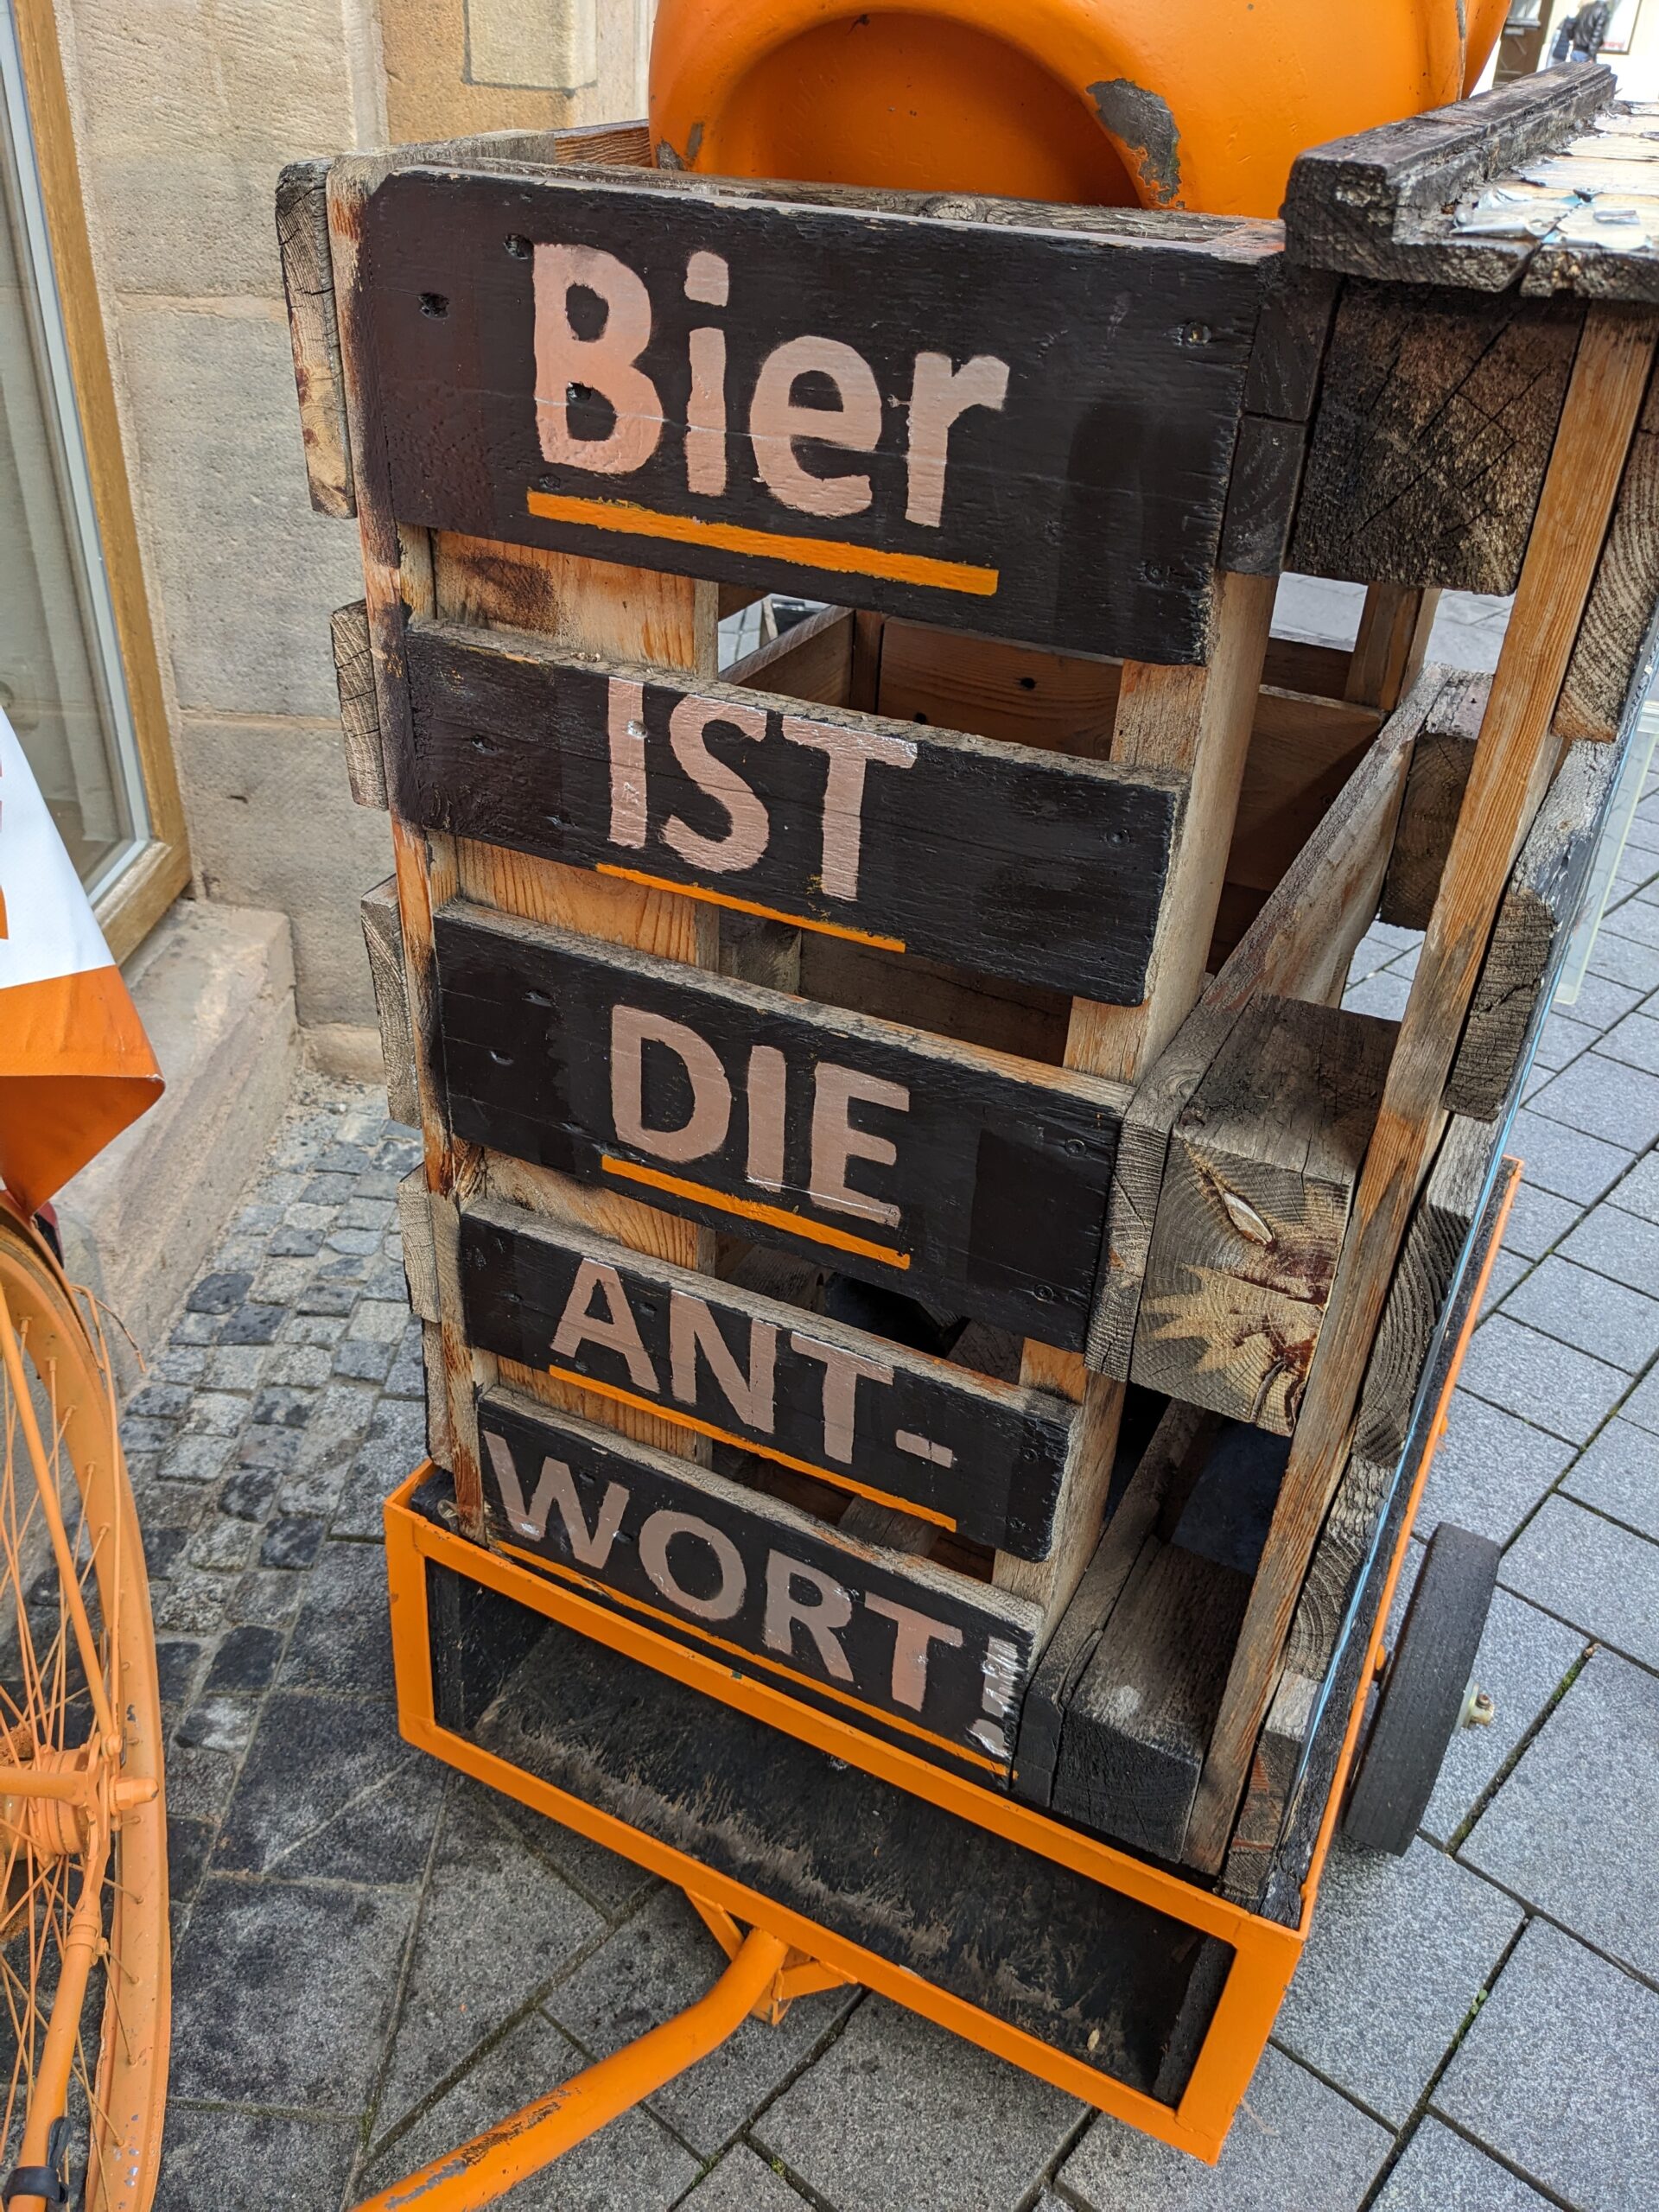 Bier
IST
DIE
ANT-
WORT!